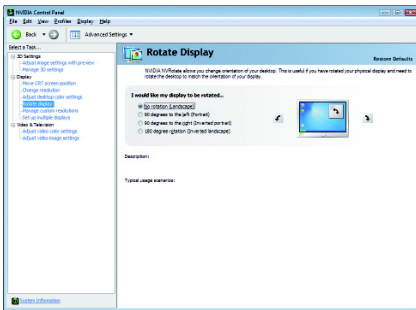 NVIDIA Control Panel
File Edit View Profiles Display Help
Back Advanced Settings
Select a Task...
3D Settings
Adjust image settings with preview
Manage 3D settings
Display
Move CRT screen position
Change resolution
Adjust desktop color settings
Rotate display
Manage custom resolutions
Set up multiple displays
Video & Television
Adjust video color settings
Adjust video image settings
System Information
Rotate Display
Restore Defaults
NVIDIA NVRotate allows you change orientation of your desktop. This is useful if you have rotated your physical display and need to
rotate the desktop to match the orientation of your display.
I would like my display to be rotated...
No rotation (Landscape)
90 degrees to the left (Portrait)
90 degrees to the right (Inverted portrait)
180 degree rotation (Inverted landscape)
Description:
Typical usage scenarios: